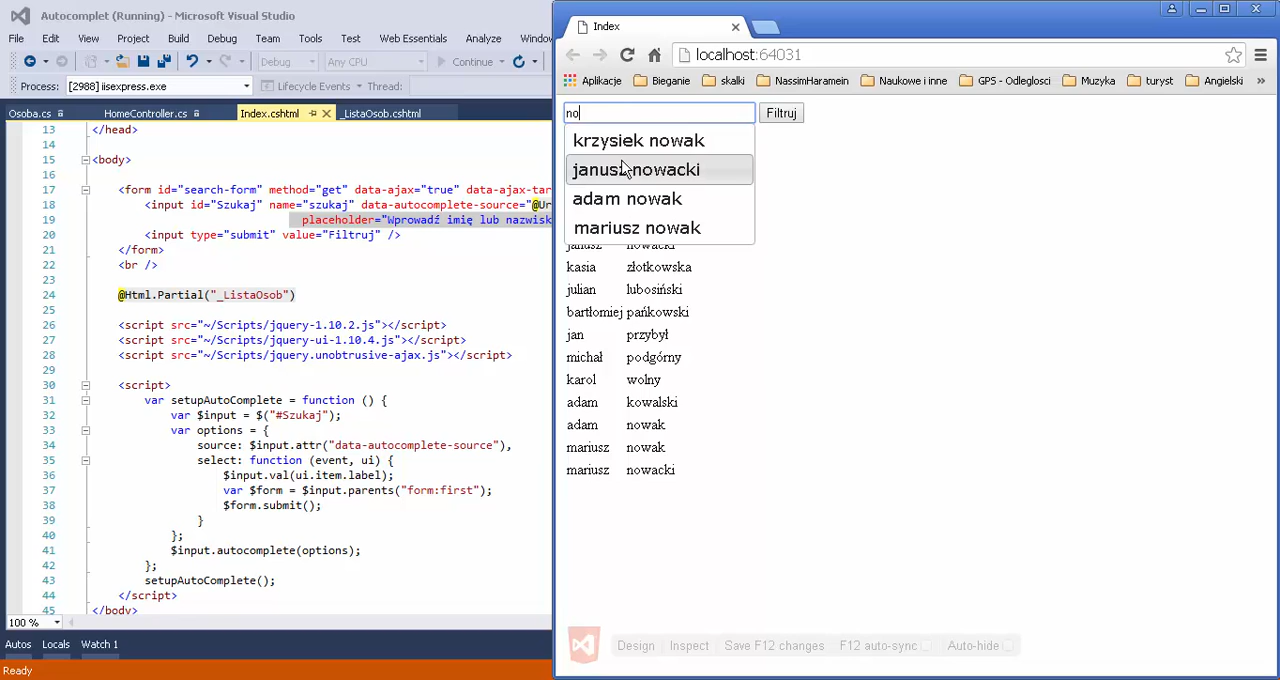 Autocomplet (Running) - Microsoft Visual Studio
File Edit View Project Build Debug Team Tools Test Web Essentials Analyze Window
Debug Any CPU Continue
Process: [2988] iisexpress.exe Lifecycle Events Thread:
Osoba.cs HomeController.cs Index.cshtml _ListaOsob.cshtml
13 </head>
14
15 <body>
16
17 <form id="search-form" method="get" data-ajax="true" data-ajax-tar
18 <input id="Szukaj" name="szukaj" data-autocomplete-source="@Ur
19 placeholder="Wprowadź imię lub nazwisk
20 <input type="submit" value="Filtruj" />
21 </form>
22 <br />
23
24 @Html.Partial("_ListaOsob")
25
26 <script src="~/Scripts/jquery-1.10.2.js"></script>
27 <script src="~/Scripts/jquery-ui-1.10.4.js"></script>
28 <script src="~/Scripts/jquery.unobtrusive-ajax.js"></script>
29
30 <script>
31 var setupAutoComplete = function () {
32 var $input = $("#Szukaj");
33 var options = {
34 source: $input.attr("data-autocomplete-source"),
35 select: function (event, ui) {
36 $input.val(ui.item.label);
37 var $form = $input.parents("form:first");
38 $form.submit();
39 }
40 };
41 $input.autocomplete(options);
42 };
43 setupAutoComplete();
44 </script>
45 </body>
100 %
Autos Locals Watch 1
Ready
Index
localhost:64031
Aplikacje Bieganie skalki NassimHaramein Naukowe i inne GPS - Odleglosci Muzyka turyst Angielski »
no Filtruj
krzysiek nowak
janusz nowacki
adam nowak
mariusz nowak
janusz nowacki
kasia złotkowska
julian lubosiński
bartłomiej pańkowski
jan przybył
michał podgórny
karol wolny
adam kowalski
adam nowak
mariusz nowak
mariusz nowacki
Design Inspect Save F12 changes F12 auto-sync Auto-hide